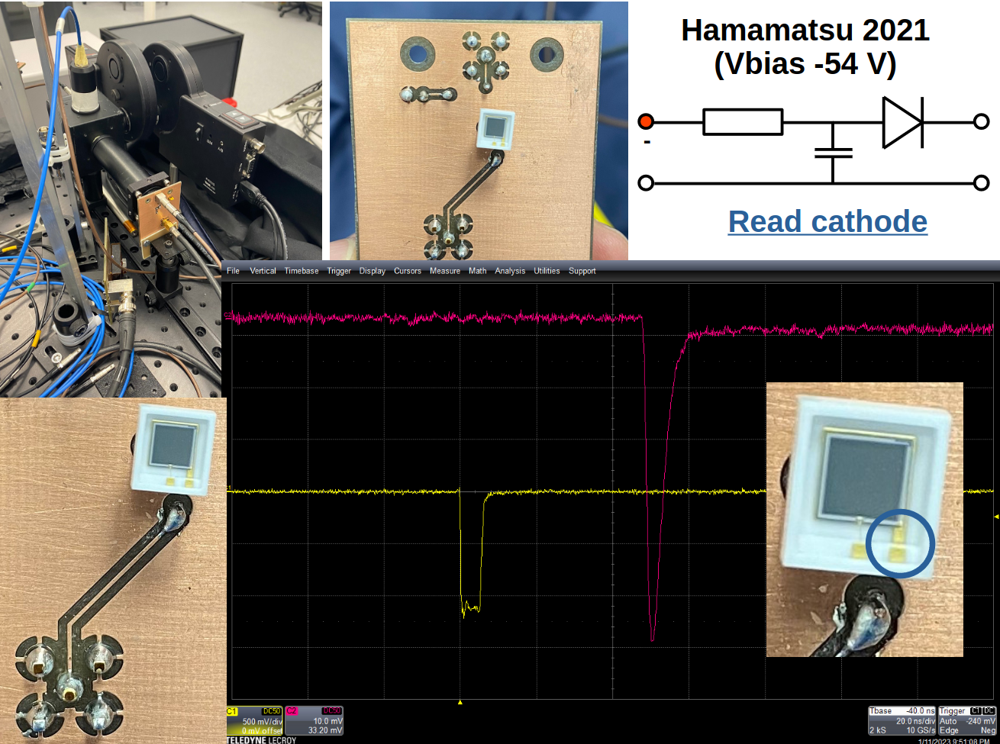 Hamamatsu 2021
(Vbias -54 V)
-
Read cathode
File Vertical Timebase Trigger Display Cursors Measure Math Analysis Utilities Support
C2
C1 DC50
500 mV/div
0 mV offset
C2 DC50
10.0 mV
33.20 mV
Tbase -40.0 ns
20.0 ns/div
2 kS 10 GS/s
Trigger C1 DC
Auto -240 mV
Edge Neg
TELEDYNE LECROY
1/11/2023 9:51:08 PM